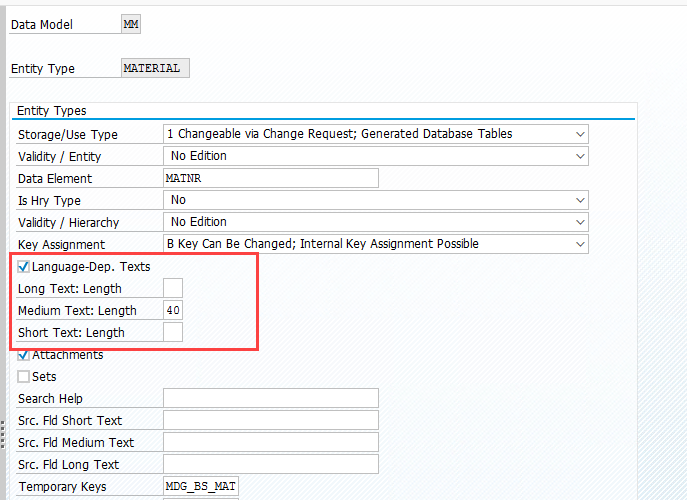 Data Model MM
Entity Type MATERIAL
Entity Types
Storage/Use Type 1 Changeable via Change Request; Generated Database Tables
Validity / Entity No Edition
Data Element MATNR
Is Hry Type No
Validity / Hierarchy No Edition
Key Assignment B Key Can Be Changed; Internal Key Assignment Possible
Language-Dep. Texts
Long Text: Length
Medium Text: Length 40
Short Text: Length
Attachments
Sets
Search Help
Src. Fld Short Text
Src. Fld Medium Text
Src. Fld Long Text
Temporary Keys MDG_BS_MAT